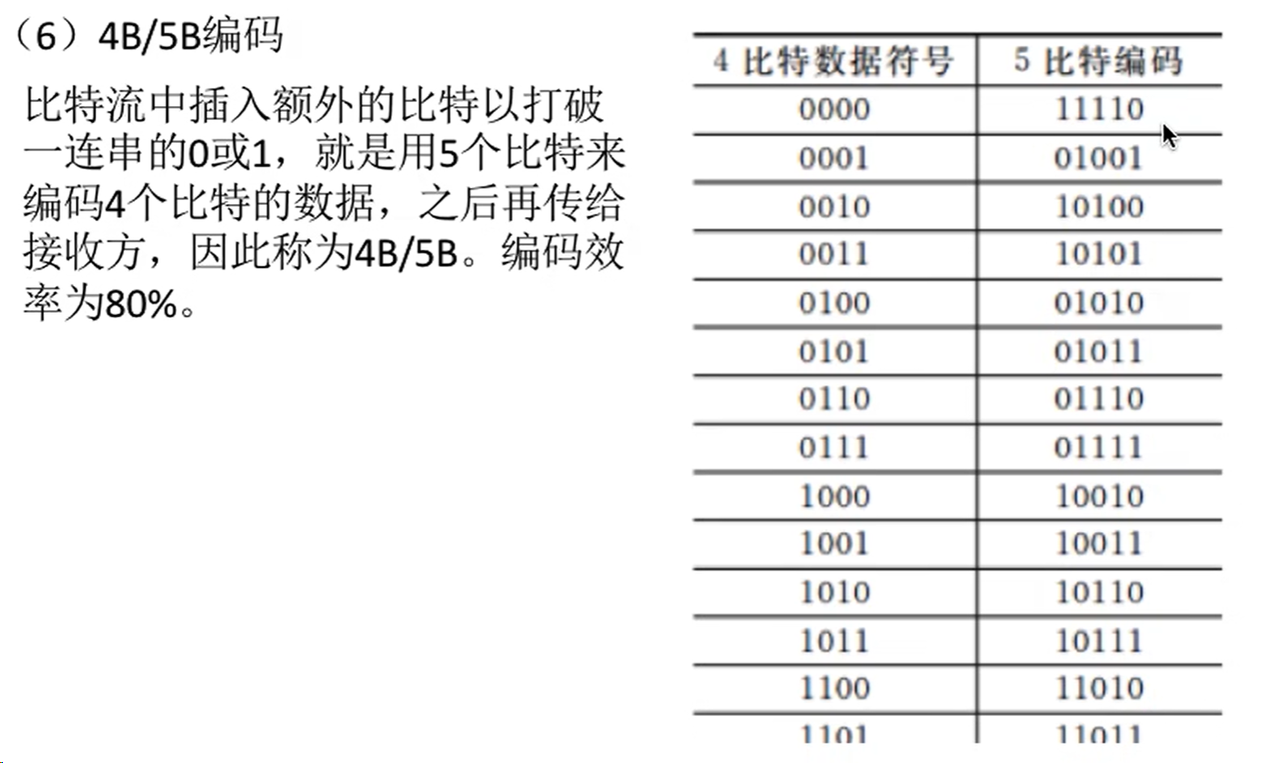 （6）4B/5B编码
比特流中插入额外的比特以打破
一连串的0或1，就是用5个比特来
编码4个比特的数据，之后再传给
接收方，因此称为4B/5B。编码效
率为80%。
4 比特数据符号 5 比特编码
0000 11110
0001 01001
0010 10100
0011 10101
0100 01010
0101 01011
0110 01110
0111 01111
1000 10010
1001 10011
1010 10110
1011 10111
1100 11010
1101 11011